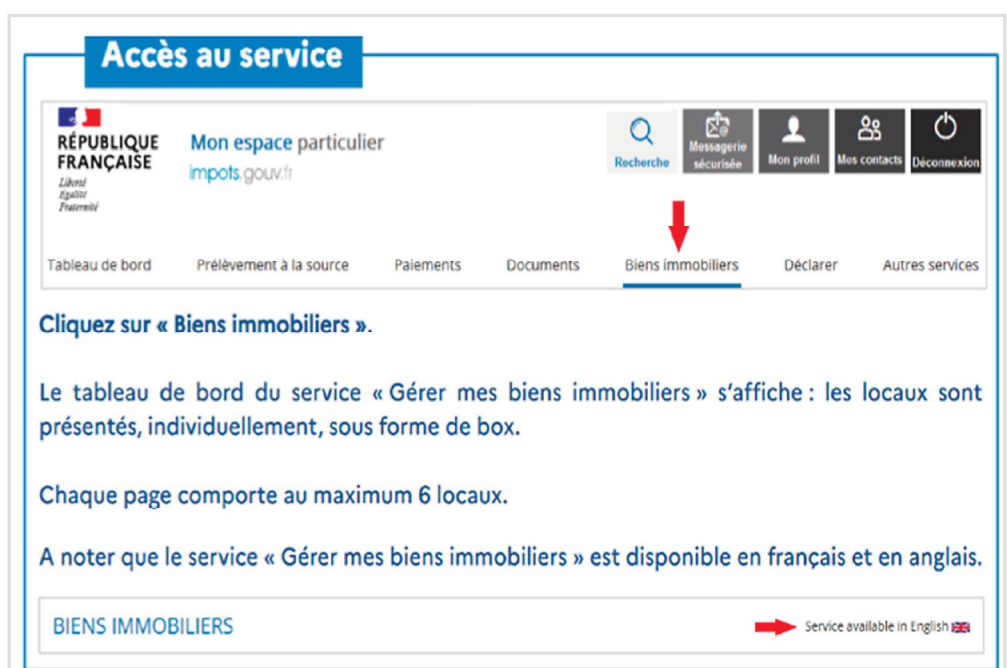 Accès au service
RÉPUBLIQUE
FRANÇAISE
Liberté
Égalité
Fraternité
Mon espace particulier
impots.gouv.fr
Recherche
Messagerie
sécurisée
Mon profil
Mes contacts
Déconnexion
Tableau de bord Prélèvement à la source Paiements Documents Biens immobiliers Déclarer Autres services
Cliquez sur « Biens immobiliers ».
Le tableau de bord du service « Gérer mes biens immobiliers » s'affiche : les locaux sont
présentés, individuellement, sous forme de box.
Chaque page comporte au maximum 6 locaux.
A noter que le service « Gérer mes biens immobiliers » est disponible en français et en anglais.
BIENS IMMOBILIERS
Service available in English